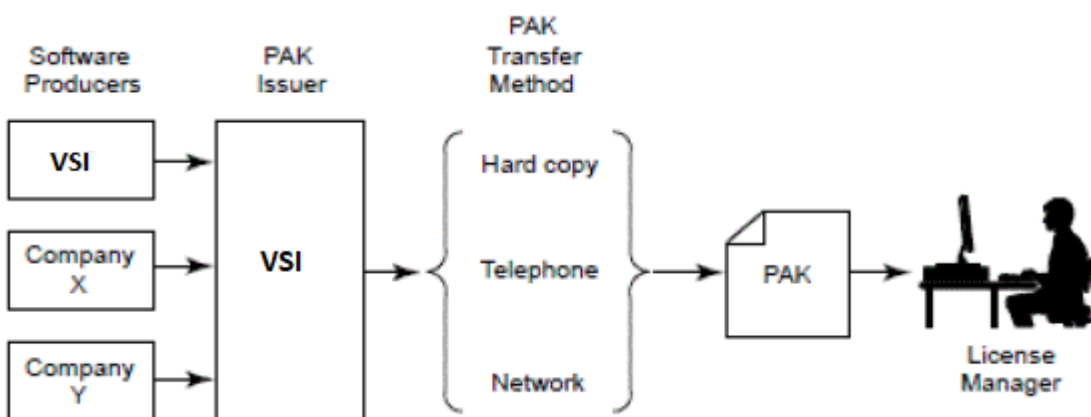 Software
Producers
PAK
Issuer
PAK
Transfer
Method
VSI
Company
X
Company
Y
VSI
Hard copy
Telephone
Network
PAK
License
Manager